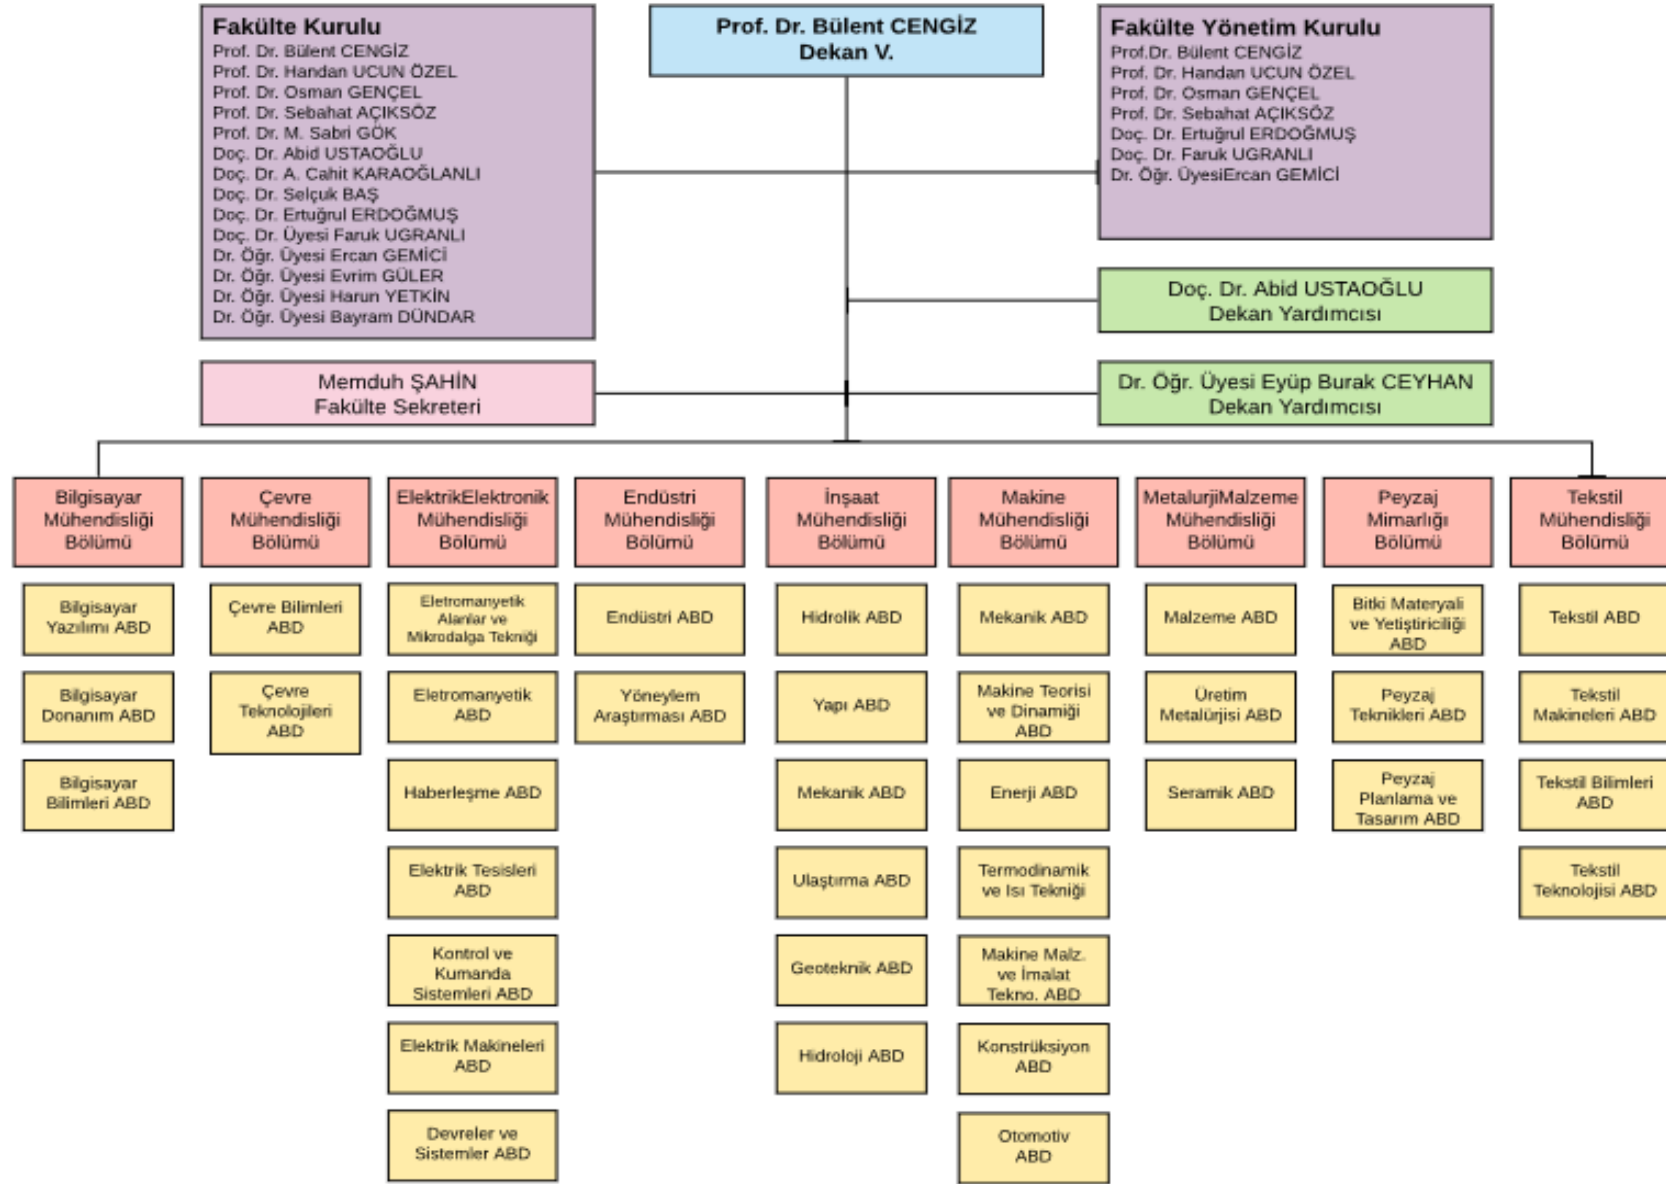 Fakülte Kurulu
Prof. Dr. Bülent CENGİZ
Prof. Dr. Handan UCUN ÖZEL
Prof. Dr. Osman GENÇEL
Prof. Dr. Sebahat AÇIKSÖZ
Prof. Dr. M. Sabri GÖK
Doç. Dr. Abid USTAOĞLU
Doç. Dr. A. Cahit KARAOĞLANLI
Doç. Dr. Selçuk BAŞ
Doç. Dr. Ertuğrul ERDOĞMUŞ
Doç. Dr. Üyesi Faruk UGRANLI
Dr. Öğr. Üyesi Ercan GEMİCİ
Dr. Öğr. Üyesi Evrim GÜLER
Dr. Öğr. Üyesi Harun YETKİN
Dr. Öğr. Üyesi Bayram DÜNDAR
Prof. Dr. Bülent CENGİZ
Dekan V.
Fakülte Yönetim Kurulu
Prof.Dr. Bülent CENGİZ
Prof. Dr. Handan UCUN ÖZEL
Prof. Dr. Osman GENÇEL
Prof. Dr. Sebahat AÇIKSÖZ
Doç. Dr. Ertuğrul ERDOĞMUŞ
Doç. Dr. Faruk UGRANLI
Dr. Öğr. ÜyesiErcan GEMİCİ
Doç. Dr. Abid USTAOĞLU
Dekan Yardımcısı
Memduh ŞAHİN
Fakülte Sekreteri
Dr. Öğr. Üyesi Eyüp Burak CEYHAN
Dekan Yardımcısı
Bilgisayar
Mühendisliği
Bölümü
Bilgisayar
Yazılımı ABD
Bilgisayar
Donanım ABD
Bilgisayar
Bilimleri ABD
Çevre
Mühendisliği
Bölümü
Çevre Bilimleri
ABD
Çevre
Teknolojileri
ABD
ElektrikElektronik
Mühendisliği
Bölümü
Eletromanyetik
Alanlar ve
Mikrodalga Tekniği
Eletromanyetik
ABD
Haberleşme ABD
Elektrik Tesisleri
ABD
Kontrol ve
Kumanda
Sistemleri ABD
Elektrik Makineleri
ABD
Devreler ve
Sistemler ABD
Endüstri
Mühendisliği
Bölümü
Endüstri ABD
Yöneylem
Araştırması ABD
İnşaat
Mühendisliği
Bölümü
Hidrolik ABD
Yapı ABD
Mekanik ABD
Ulaştırma ABD
Geoteknik ABD
Hidroloji ABD
Makine
Mühendisliği
Bölümü
Mekanik ABD
Makine Teorisi
ve Dinamiği
ABD
Enerji ABD
Termodinamik
ve Isı Tekniği
Makine Malz.
ve İmalat
Tekno. ABD
Konstrüksiyon
ABD
Otomotiv
ABD
MetalurjiMalzeme
Mühendisliği
Bölümü
Malzeme ABD
Üretim
Metalürjisi ABD
Seramik ABD
Peyzaj
Mimarlığı
Bölümü
Bitki Materyali
ve Yetiştiriciliği
ABD
Peyzaj
Teknikleri ABD
Peyzaj
Planlama ve
Tasarım ABD
Tekstil
Mühendisliği
Bölümü
Tekstil ABD
Tekstil
Makineleri ABD
Tekstil Bilimleri
ABD
Tekstil
Teknolojisi ABD